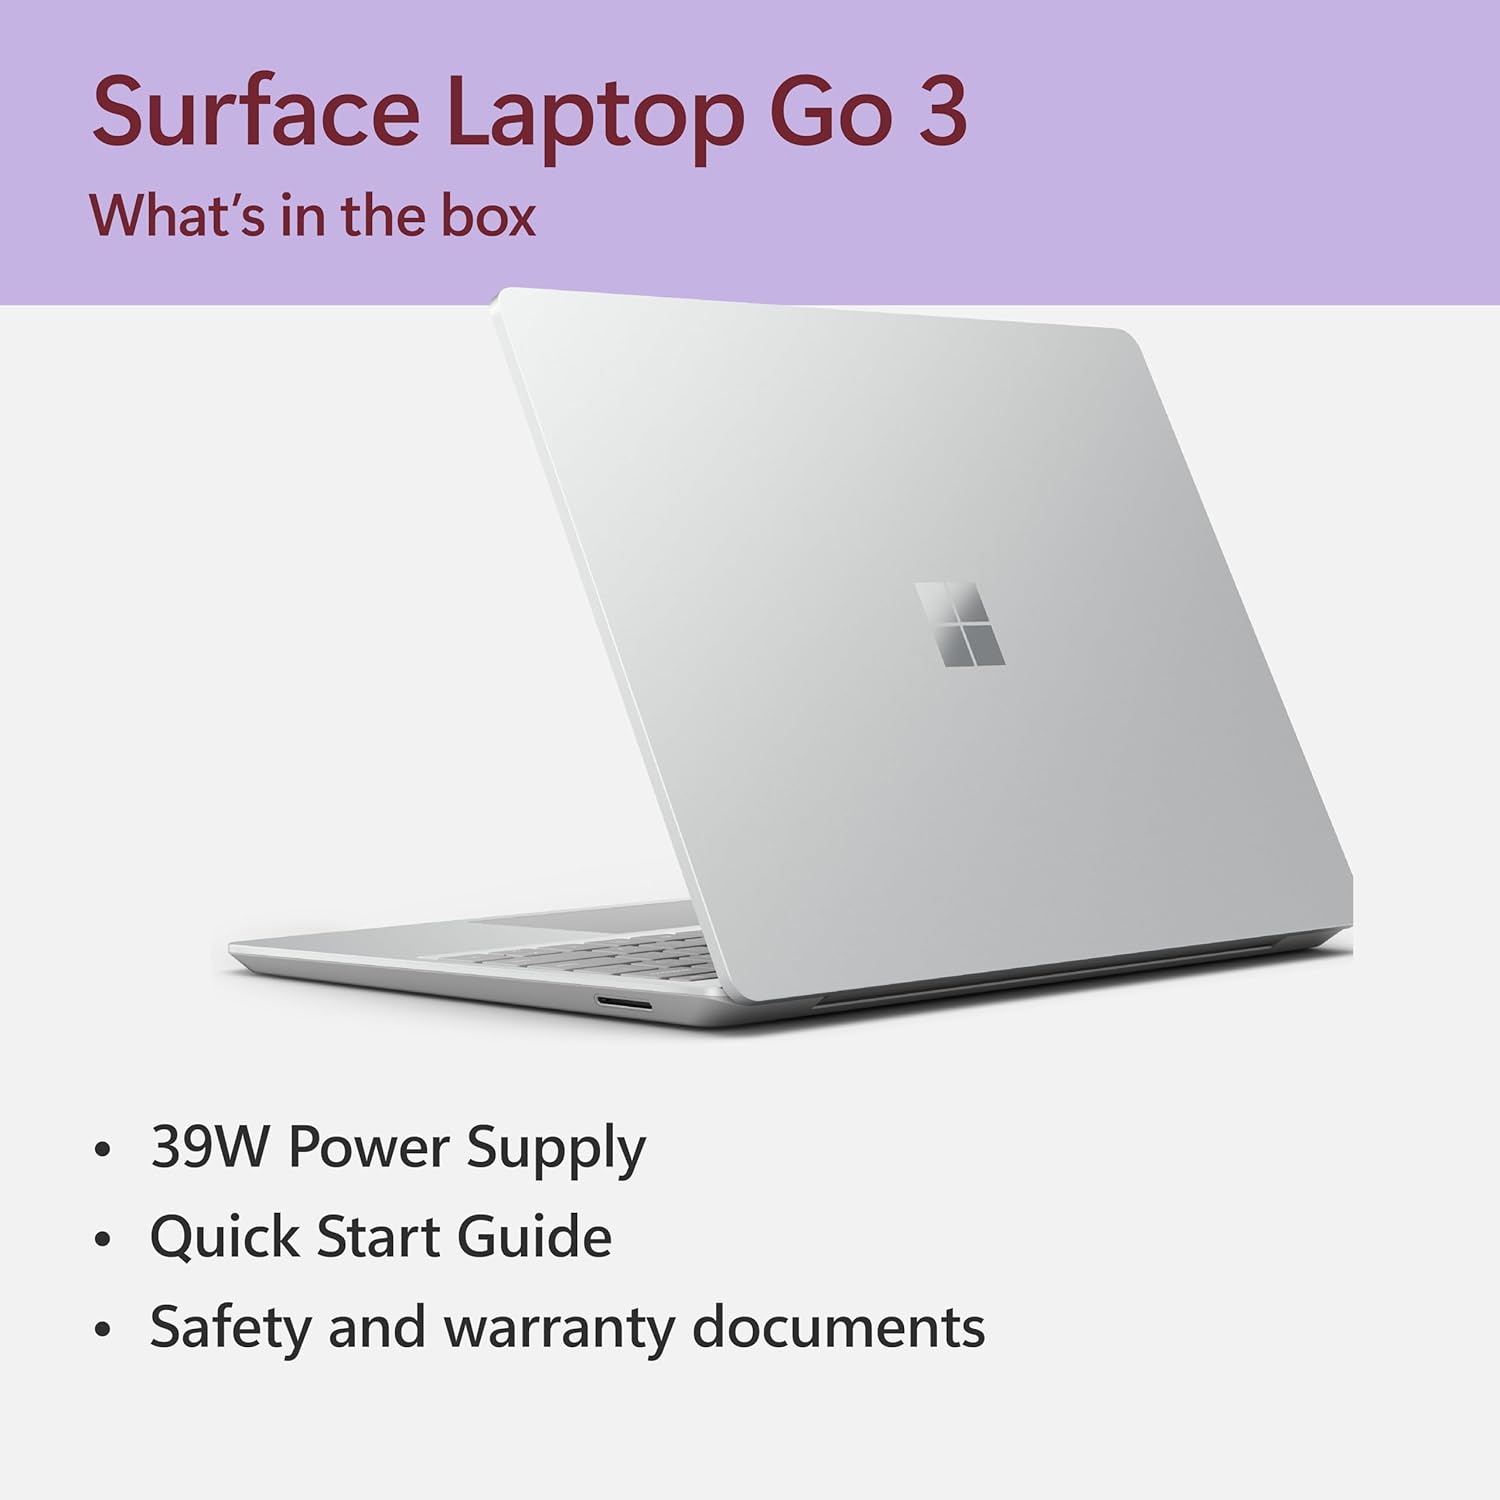 Surface Laptop Go 3
What’s in the box
• 39W Power Supply
• Quick Start Guide
• Safety and warranty documents